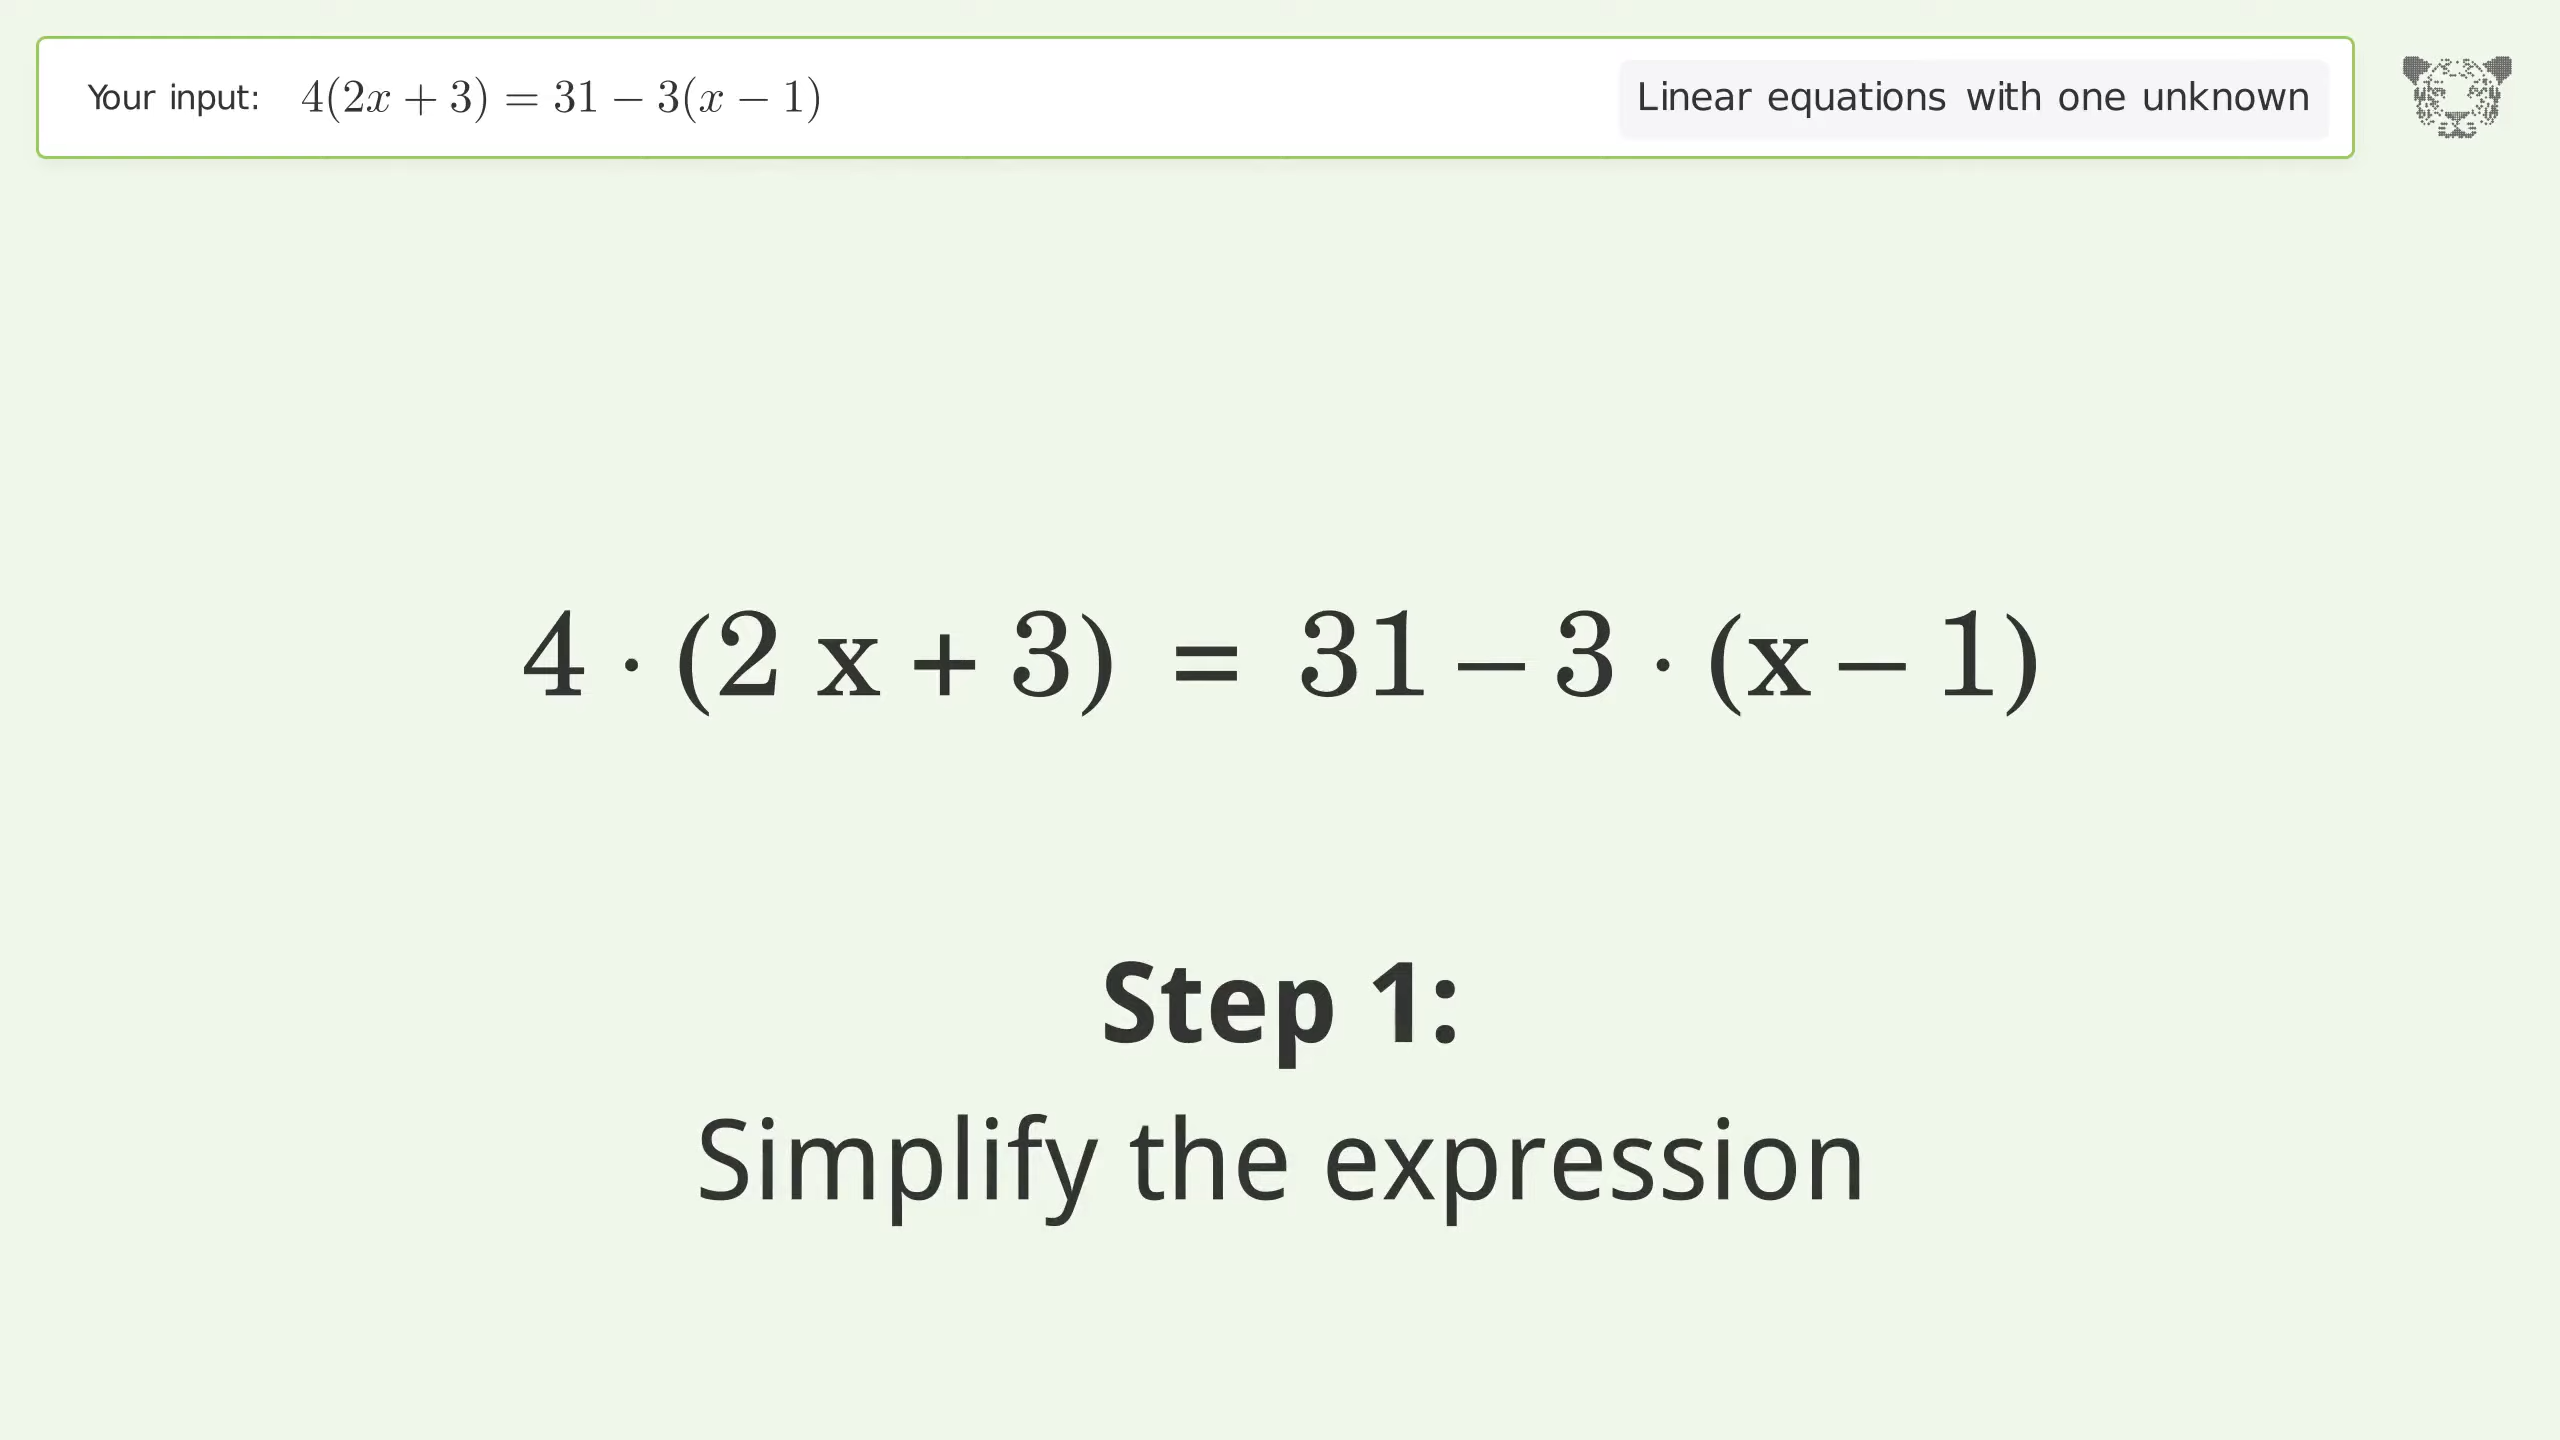 Your input: 4(2x + 3) = 31 − 3(x − 1) Linear equations with one unknown
4 · (2 x + 3) = 31 − 3 · (x − 1)
Step 1:
Simplify the expression